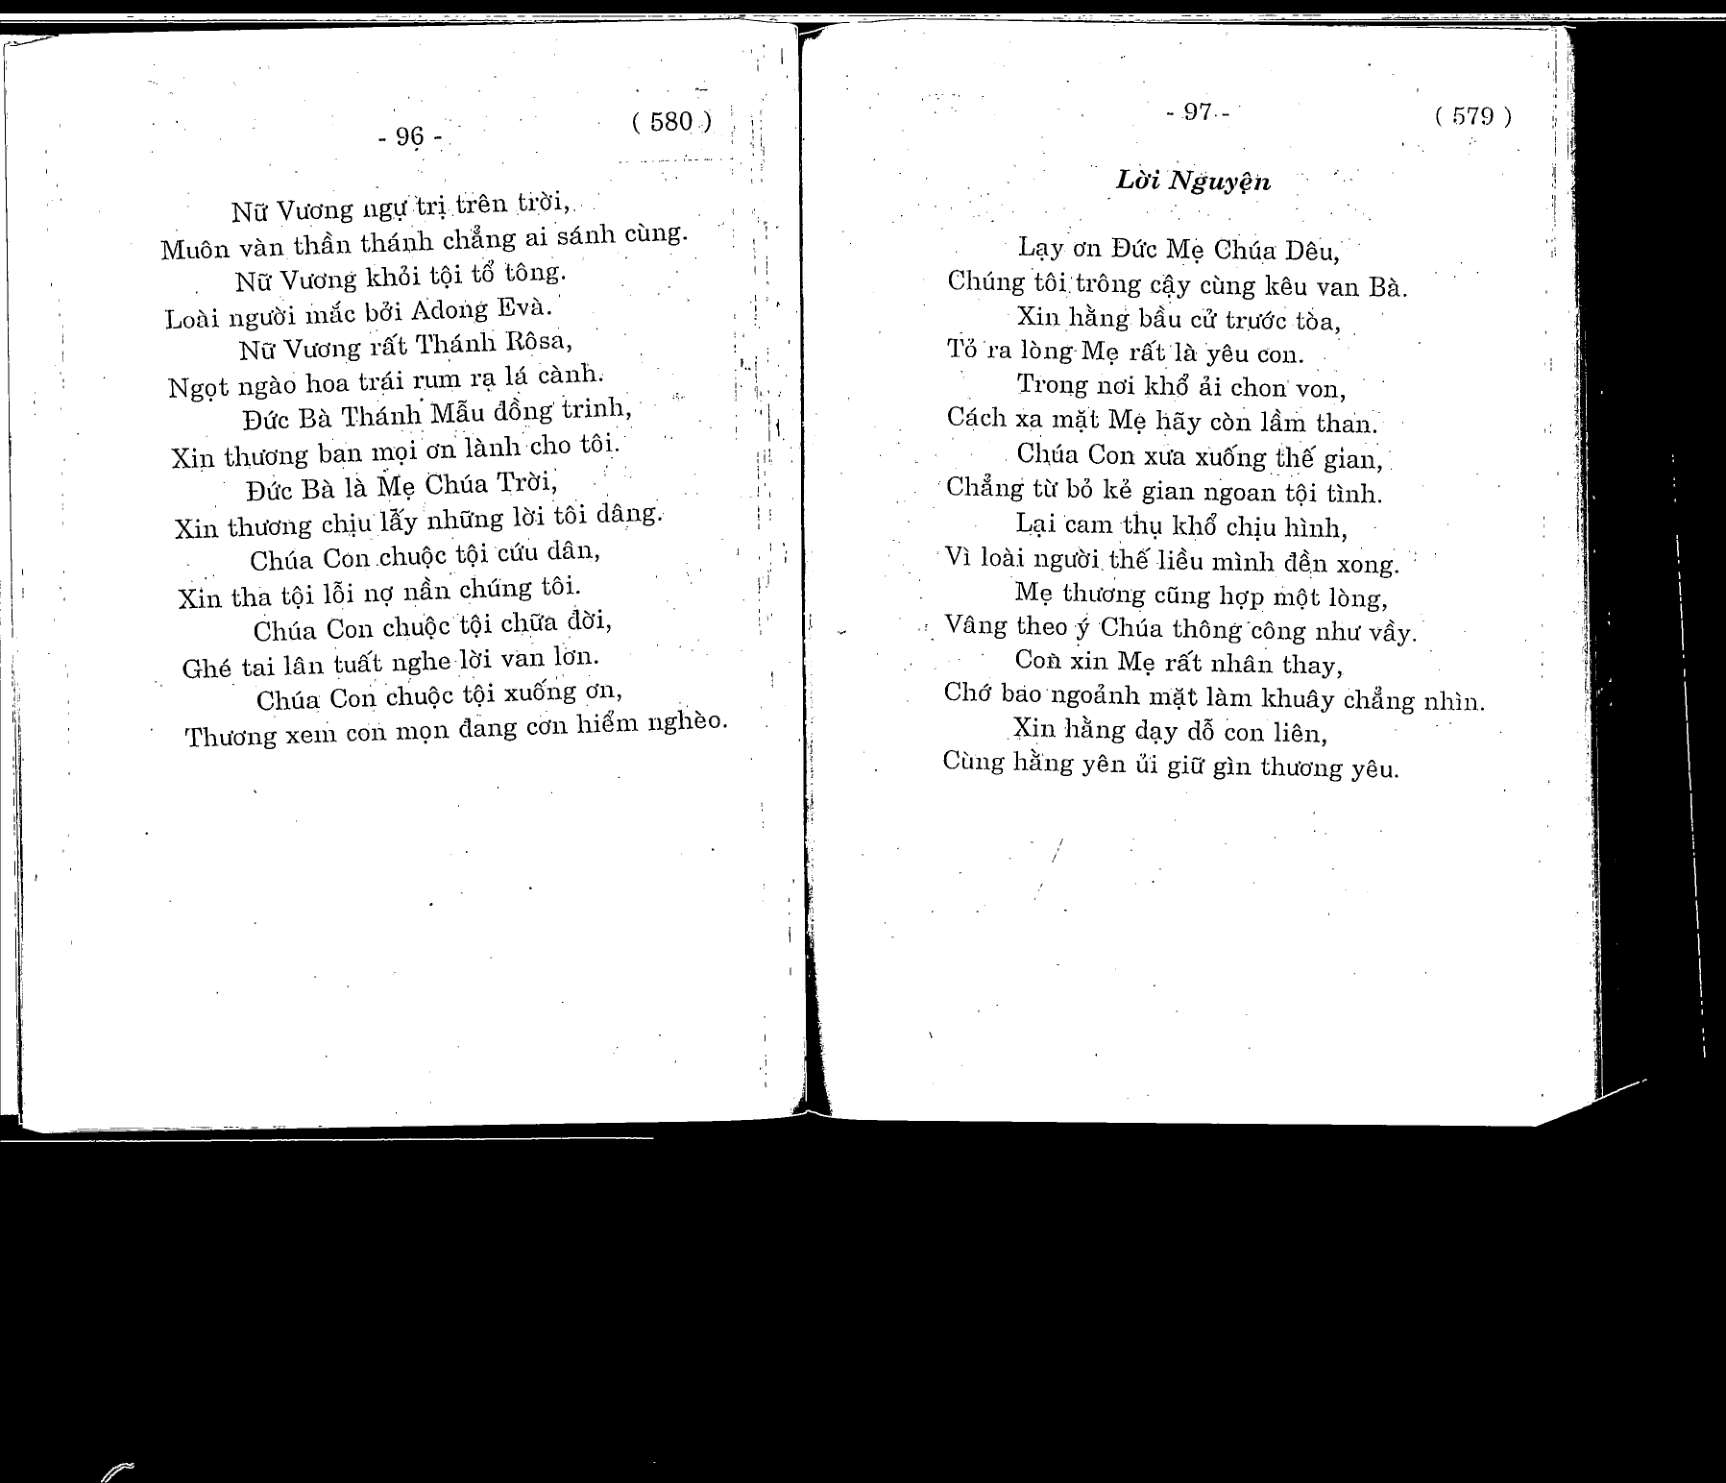 - 96 -
( 580 )
Nữ Vương ngự trị trên trời,
Muôn vàn thần thánh chẳng ai sánh cùng.
Nữ Vương khỏi tội tổ tông.
Loài người mắc bởi Adong Evà.
Nữ Vương rất Thánh Rôsa,
Ngọt ngào hoa trái rụm rạ lá cành.
Đức Bà Thánh Mẫu đồng trinh,
Xin thương ban mọi ơn lành cho tôi.
Đức Bà là Mẹ Chúa Trời,
Xin thương chịu lấy những lời tôi dâng.
Chúa Con chuộc tội cứu dân,
Xin tha tội lỗi nợ nần chúng tôi.
Chúa Con chuộc tội chữa đời,
Ghé tai lân tuất nghe lời van lơn.
Chúa Con chuộc tội xuống ơn,
Thương xem con mọn đang cơn hiểm nghèo.
- 97 -
( 579 )
Lời Nguyện
Lạy ơn Đức Mẹ Chúa Dêu,
Chúng tôi trông cậy cùng kêu van Bà.
Xin hằng bầu cử trước tòa,
Tỏ ra lòng Mẹ rất là yêu con.
Trong nơi khổ ải chon von,
Cách xa mặt Mẹ hãy còn lầm than.
Chúa Con xưa xuống thế gian,
Chẳng từ bỏ kẻ gian ngoan tội tình.
Lại cam thụ khổ chịu hình,
Vì loài người thế liều mình đền xong.
Mẹ thương cũng hợp một lòng,
Vâng theo ý Chúa thông công như vầy.
Con xin Mẹ rất nhân thay,
Chớ bao ngoảnh mặt làm khuây chẳng nhìn.
Xin hằng dạy dỗ con liên,
Cùng hằng yên ủi giữ gìn thương yêu.